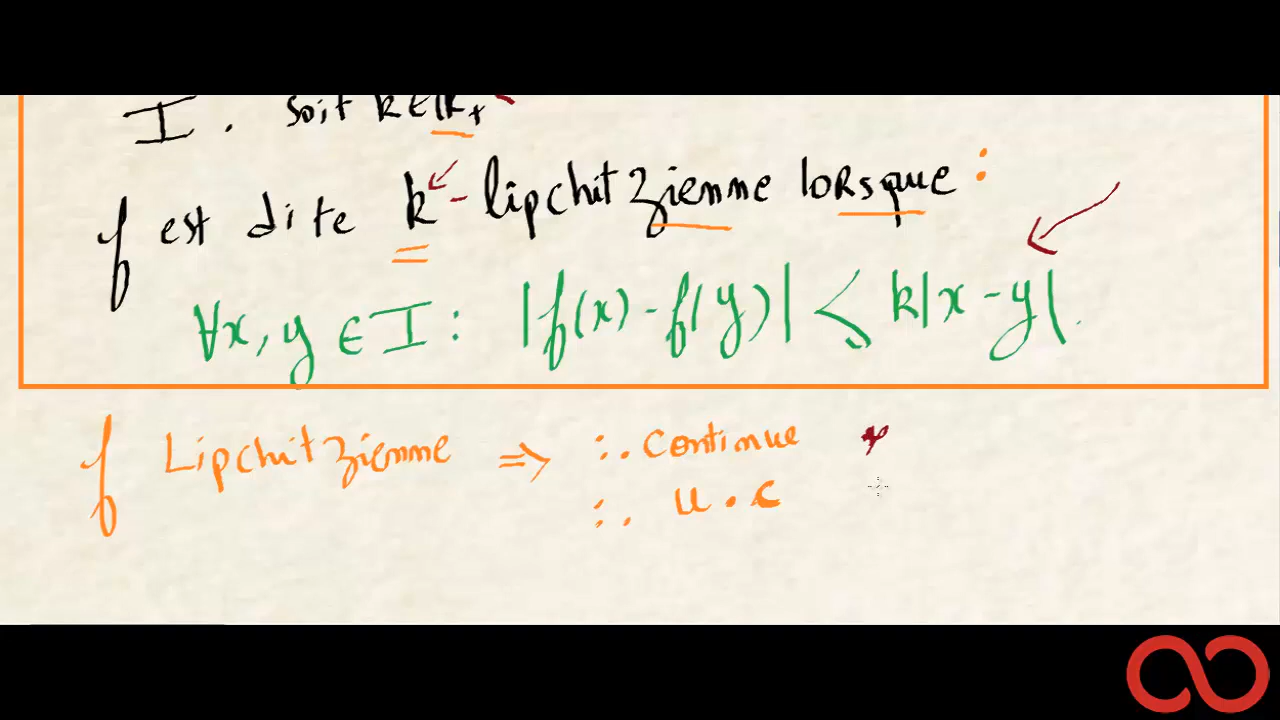 I. Soit k∈ℝ₊
f est dite k-lipchitzienne lorsque :
∀x, y ∈ I : |f(x) - f(y)| ≤ k|x - y|.
f Lipchitzienne ⇒ ∴ Continue
∴ U.C